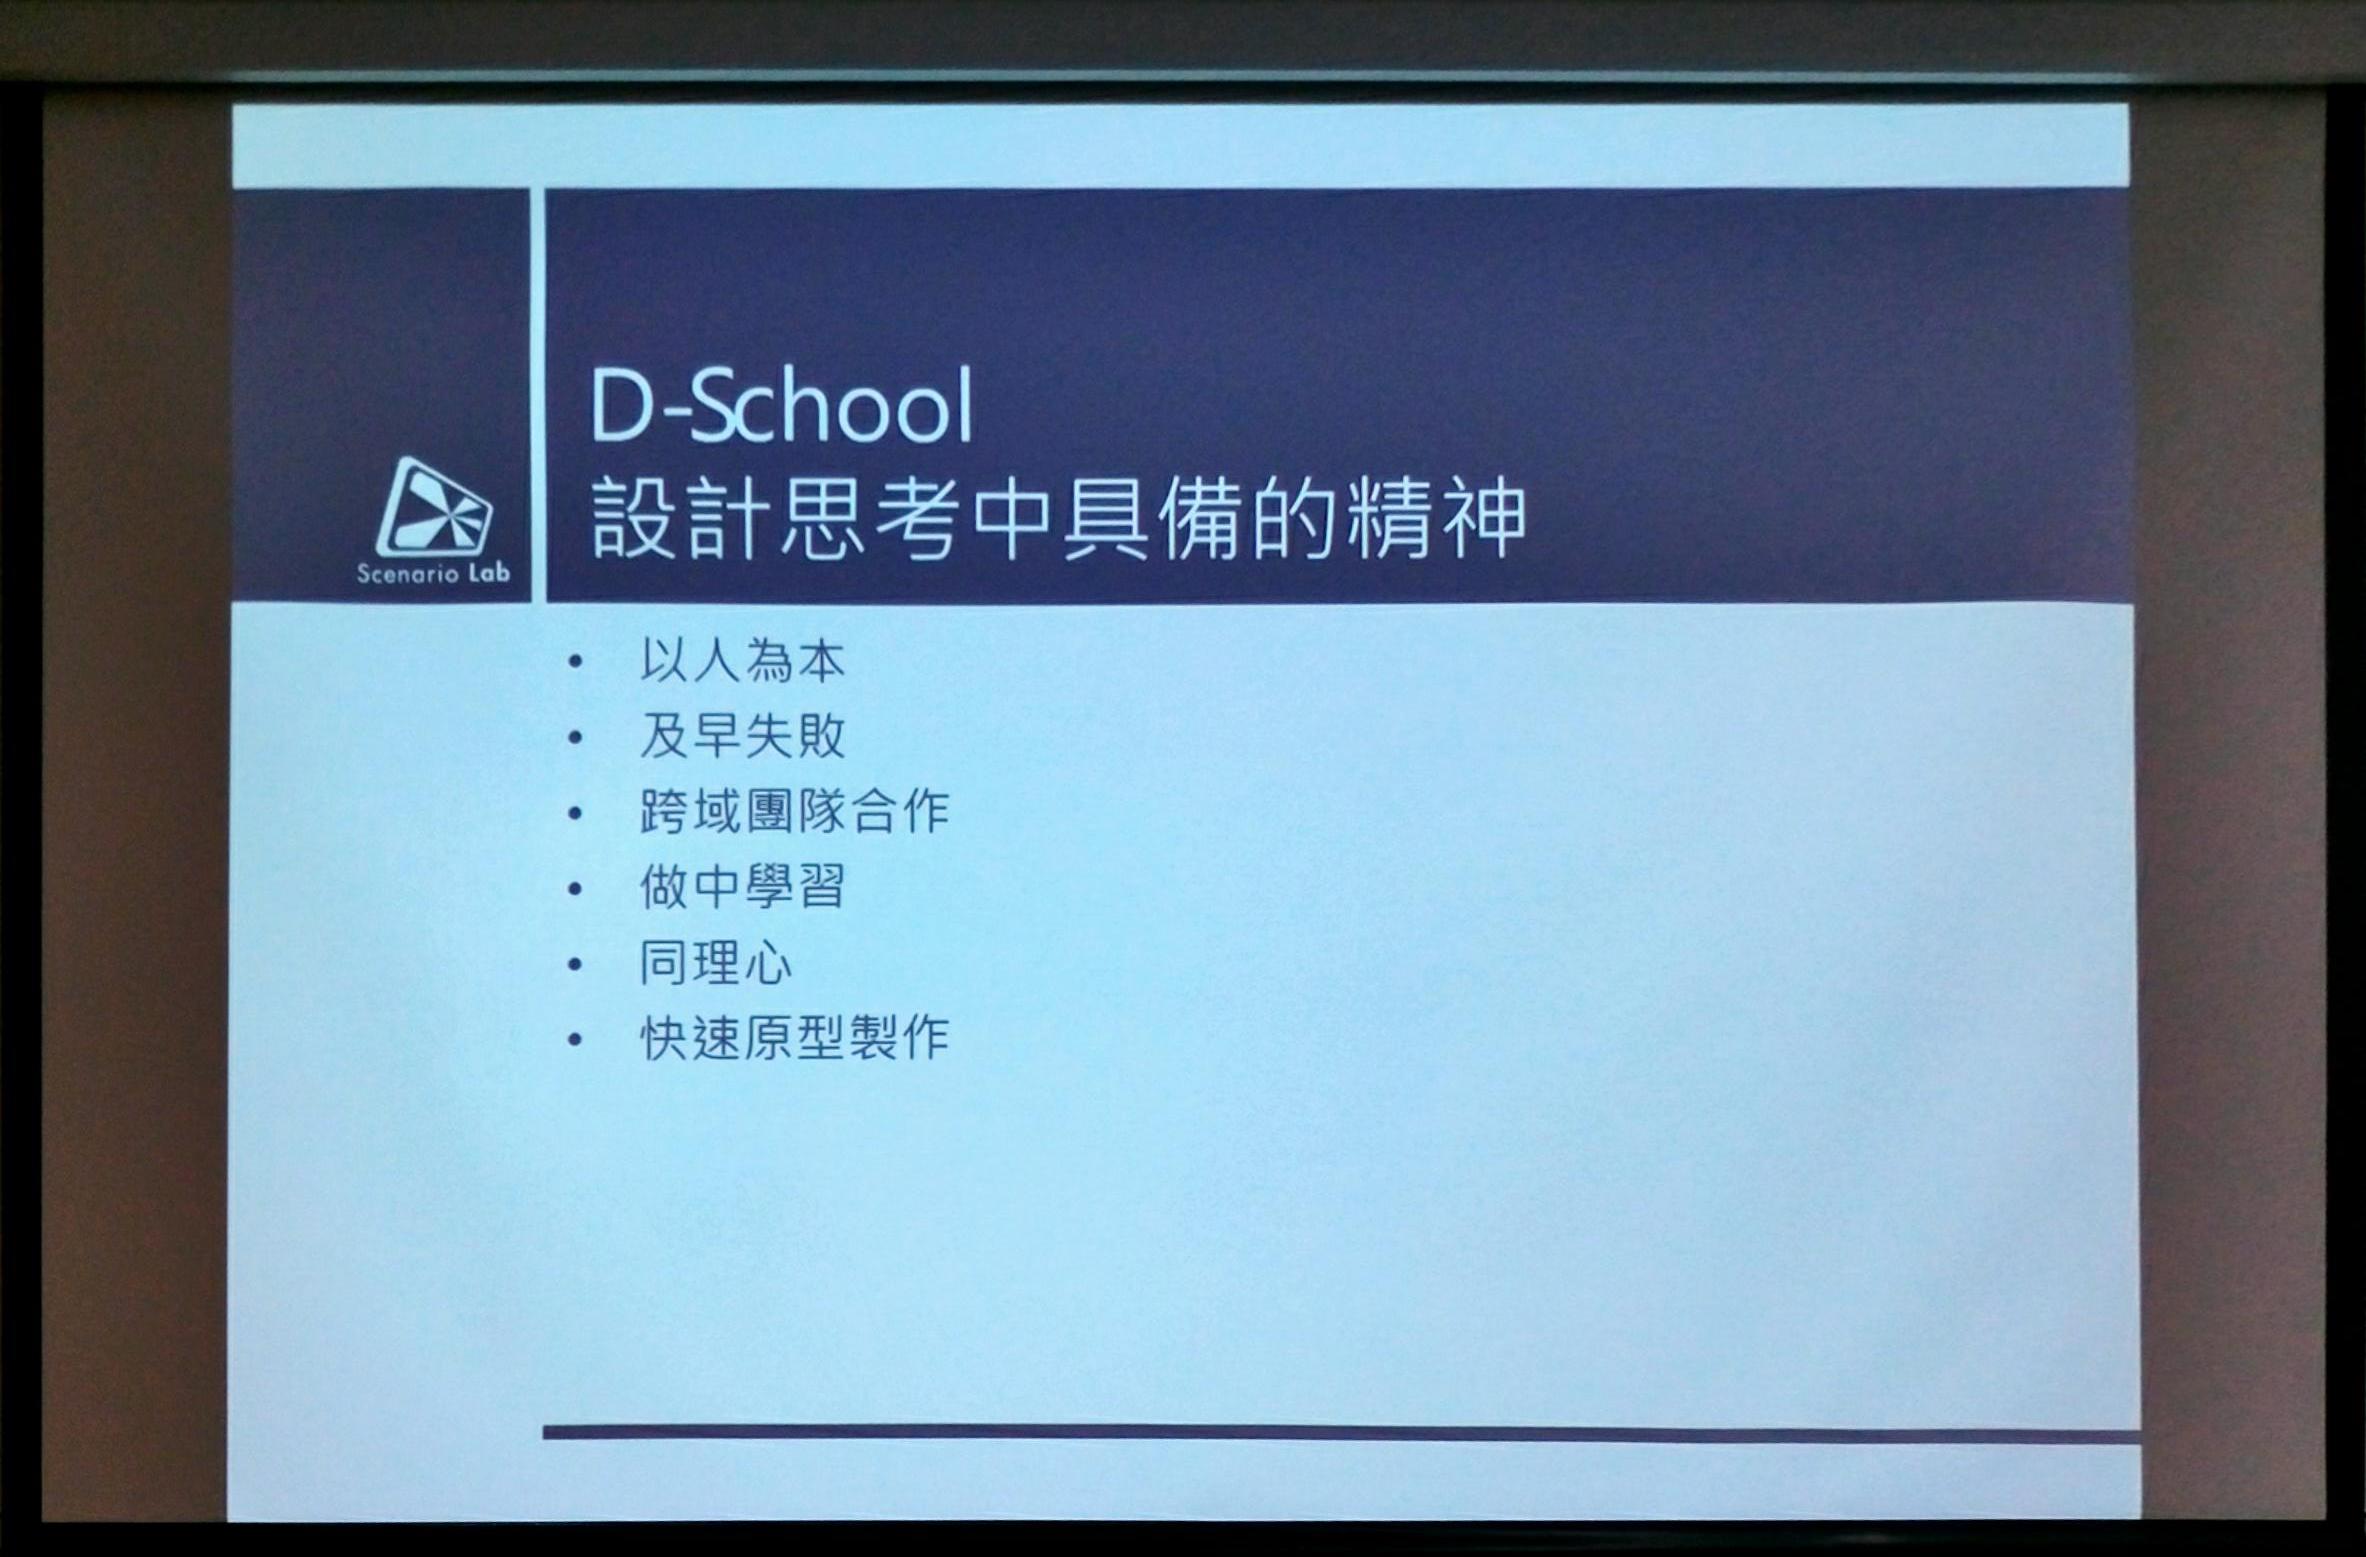 D-School
設計思考中具備的精神
Scenario Lab
• 以人為本
• 及早失敗
• 跨域團隊合作
• 做中學習
• 同理心
• 快速原型製作